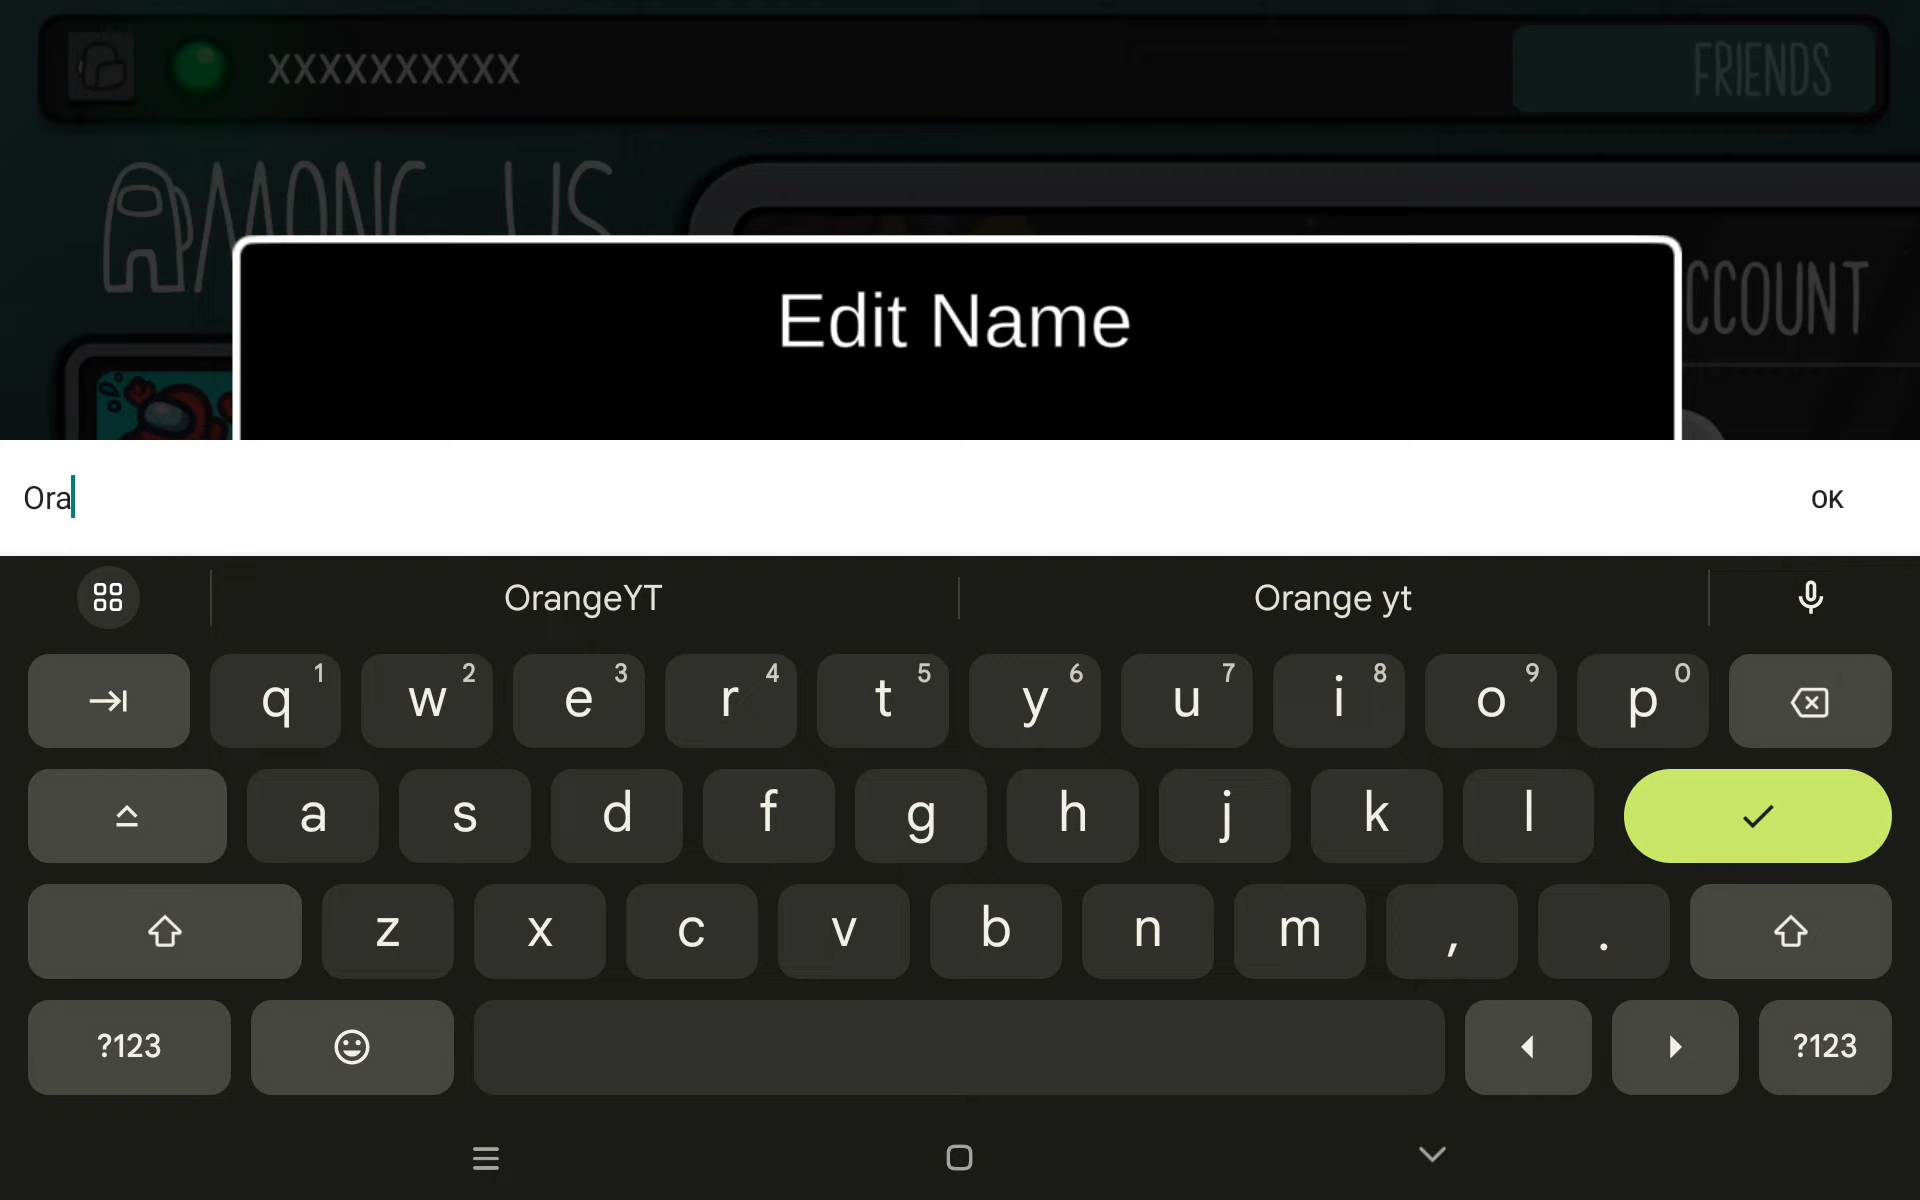 XXXXXXXXXX
FRIENDS
AMONG US
CCOUNT
Edit Name
Ora
OK
OrangeYT
Orange yt
q 1 w 2 e 3 r 4 t 5 y 6 u 7 i 8 o 9 p 0
a s d f g h j k l
z x c v b n m , .
?123
?123